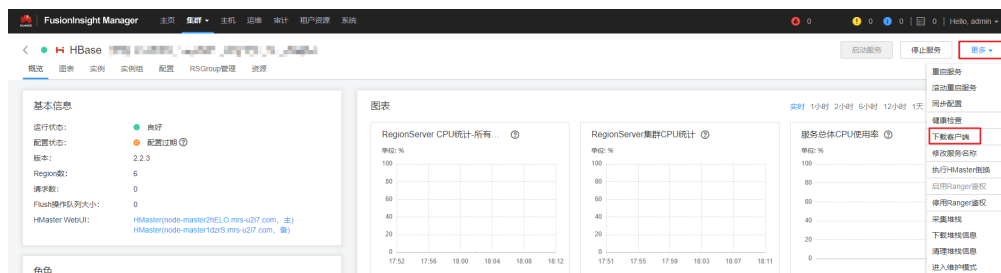 HUAWEI FusionInsight Manager 主页 集群 主机 运维 审计 租户资源 系统 0 0 0 0 Hello, admin
HBase 启动服务 停止服务 更多
概览 图表 实例 实例组 配置 RSGroup管理 资源
重启服务
滚动重启服务
同步配置
健康检查
下载客户端
修改服务名称
执行HMaster倒换
启用Ranger鉴权
停用Ranger鉴权
采集堆栈
下载堆栈信息
清理堆栈信息
进入维护模式
基本信息
运行状态: 良好
配置状态: 配置过期
版本: 2.2.3
Region数: 6
请求数: 0
Flush操作队列大小: 0
HMaster WebUI: HMaster(node-master2hELO.mrs-u2i7.com, 主)
HMaster(node-master1dzrS.mrs-u2i7.com, 备)
角色
图表 实时 1小时 2小时 6小时 12小时 1天
RegionServer CPU统计-所有...
单位: %
100
80
60
40
20
0
17:52 17:56 18:00 18:04 18:08 18:12
RegionServer集群CPU统计
单位: %
100
80
60
40
20
0
17:51 17:55 17:59 18:03 18:07 18:11
服务总体CPU使用率
单位: %
100
80
60
40
20
0